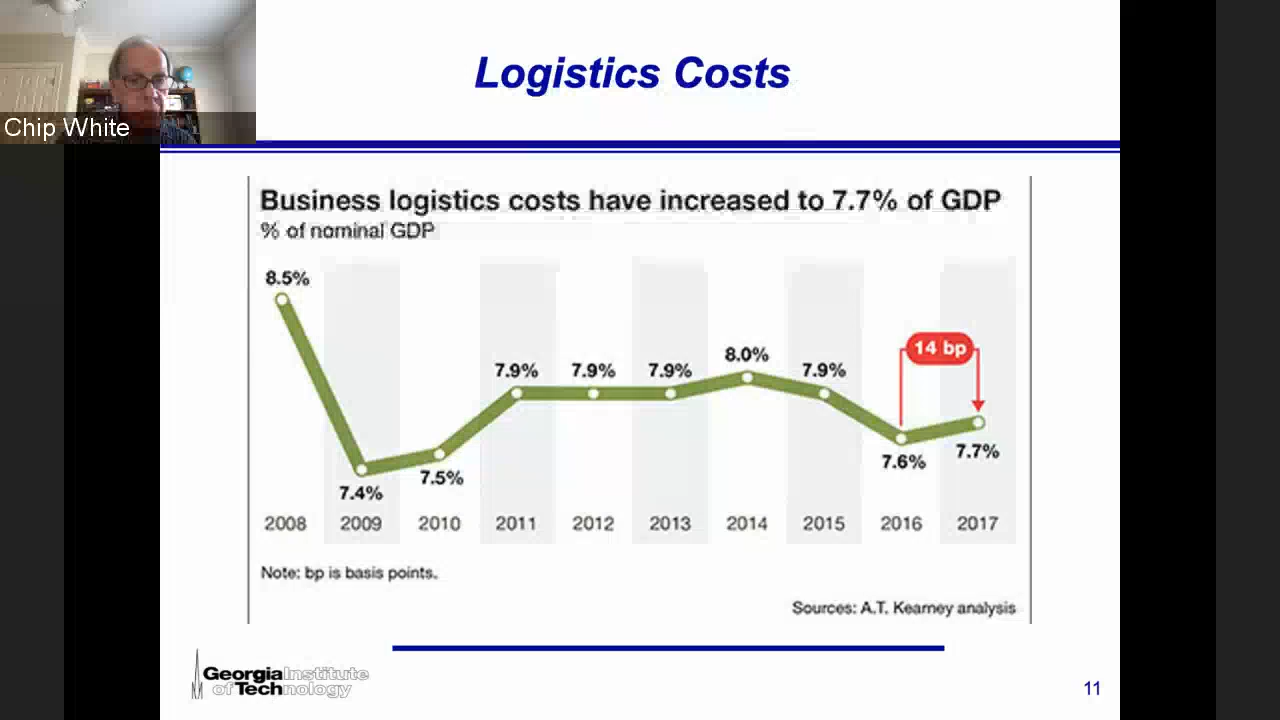 Chip White
Logistics Costs
Business logistics costs have increased to 7.7% of GDP
% of nominal GDP
8.5%
7.4%
7.5%
7.9%
7.9%
7.9%
8.0%
7.9%
7.6%
7.7%
14 bp
2008 2009 2010 2011 2012 2013 2014 2015 2016 2017
Note: bp is basis points.
Sources: A.T. Kearney analysis
Georgia Institute
of Technology
11